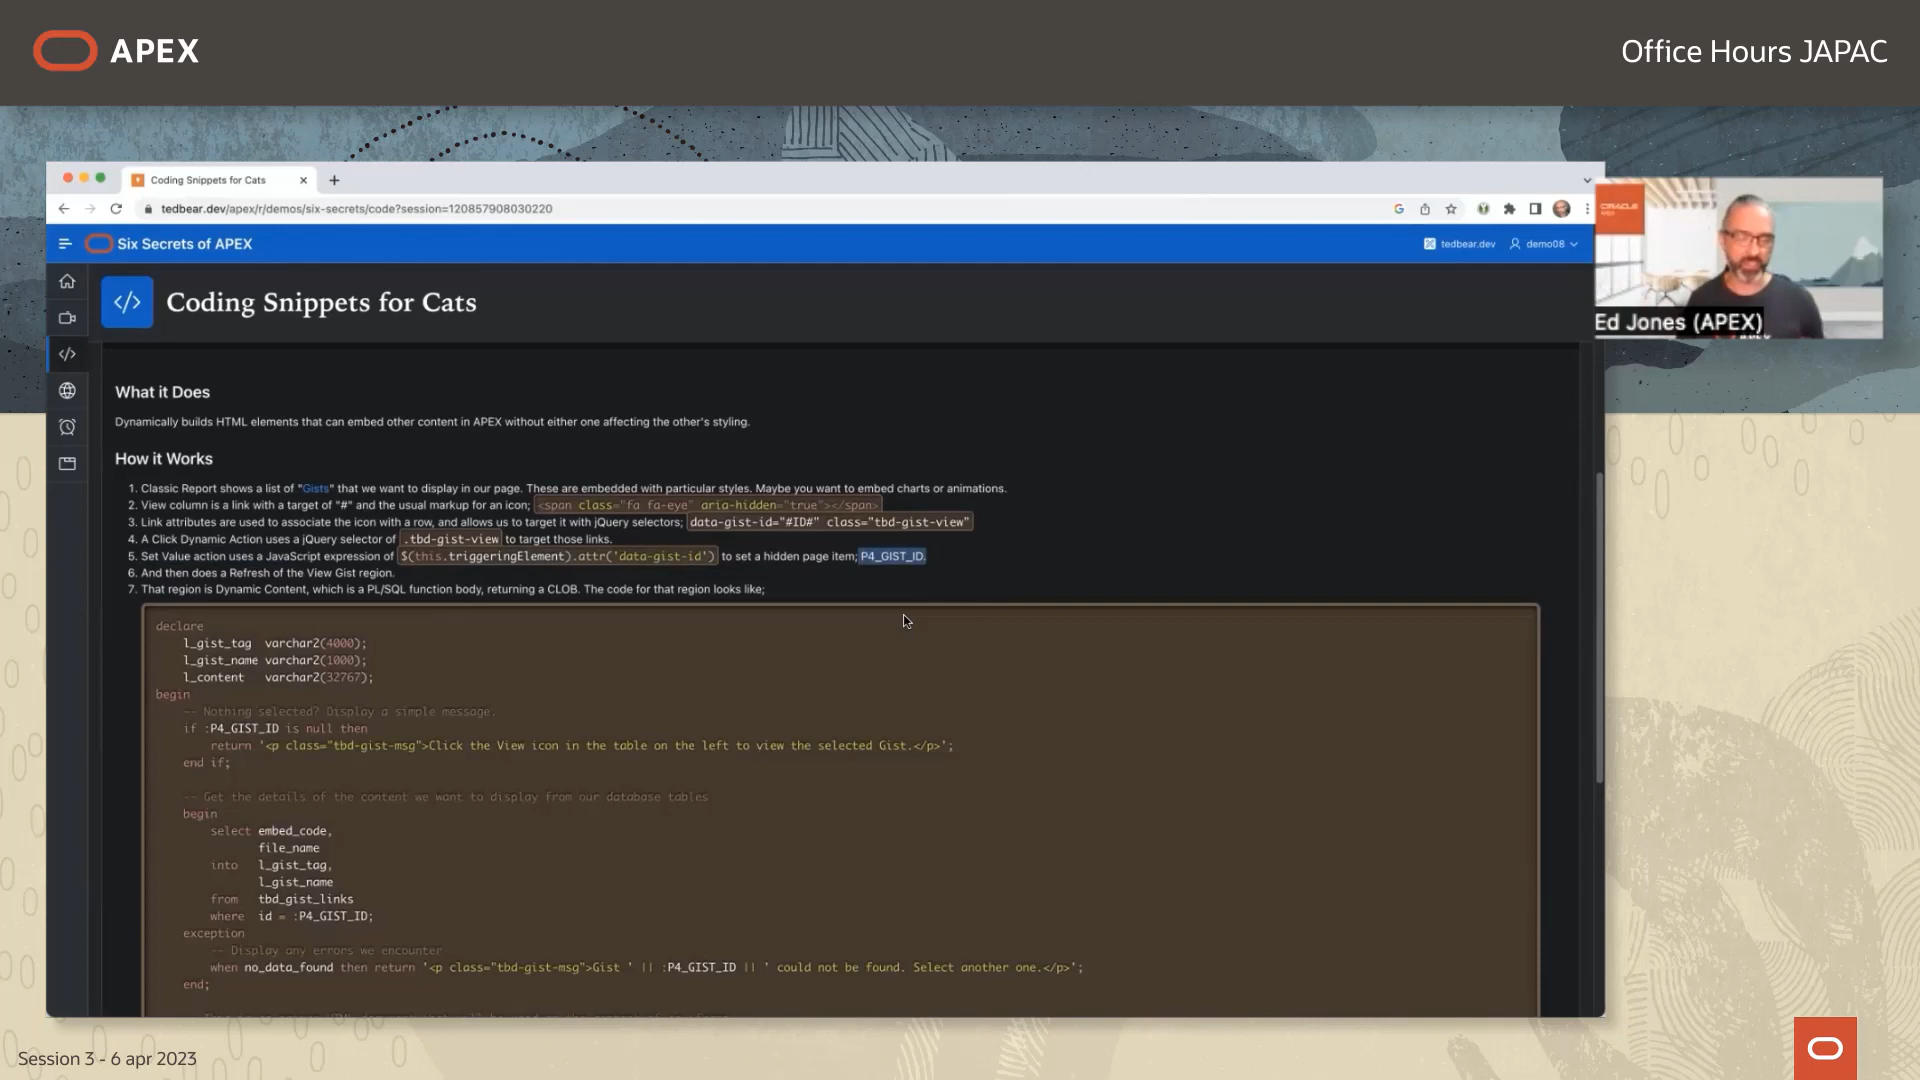 APEX
Office Hours JAPAC
Coding Snippets for Cats
tedbear.dev/apex/r/demos/six-secrets/code?session=120857908030220
Six Secrets of APEX
tedbear.dev
demo08
ORACLE
Coding Snippets for Cats
Ed Jones (APEX)
What it Does
Dynamically builds HTML elements that can embed other content in APEX without either one affecting the other's styling.
How it Works
1. Classic Report shows a list of "Gists" that we want to display in our page. These are embedded with particular styles. Maybe you want to embed charts or animations.
2. View column is a link with a target of "#" and the usual markup for an icon; <span class="fa fa-eye" aria-hidden="true"></span>
3. Link attributes are used to associate the icon with a row, and allows us to target it with jQuery selectors; data-gist-id="#ID#" class="tbd-gist-view"
4. A Click Dynamic Action uses a jQuery selector of .tbd-gist-view to target those links.
5. Set Value action uses a JavaScript expression of $(this.triggeringElement).attr('data-gist-id') to set a hidden page item; P4_GIST_ID.
6. And then does a Refresh of the View Gist region.
7. That region is Dynamic Content, which is a PL/SQL function body, returning a CLOB. The code for that region looks like;
declare
l_gist_tag varchar2(4000);
l_gist_name varchar2(1000);
l_content varchar2(32767);
begin
-- Nothing selected? Display a simple message.
if :P4_GIST_ID is null then
return '<p class="tbd-gist-msg">Click the View icon in the table on the left to view the selected Gist.</p>';
end if;
-- Get the details of the content we want to display from our database tables
begin
select embed_code,
file_name
into l_gist_tag,
l_gist_name
from tbd_gist_links
where id = :P4_GIST_ID;
exception
-- Display any errors we encounter
when no_data_found then return '<p class="tbd-gist-msg">Gist ' || :P4_GIST_ID || ' could not be found. Select another one.</p>';
end;
Session 3 - 6 apr 2023